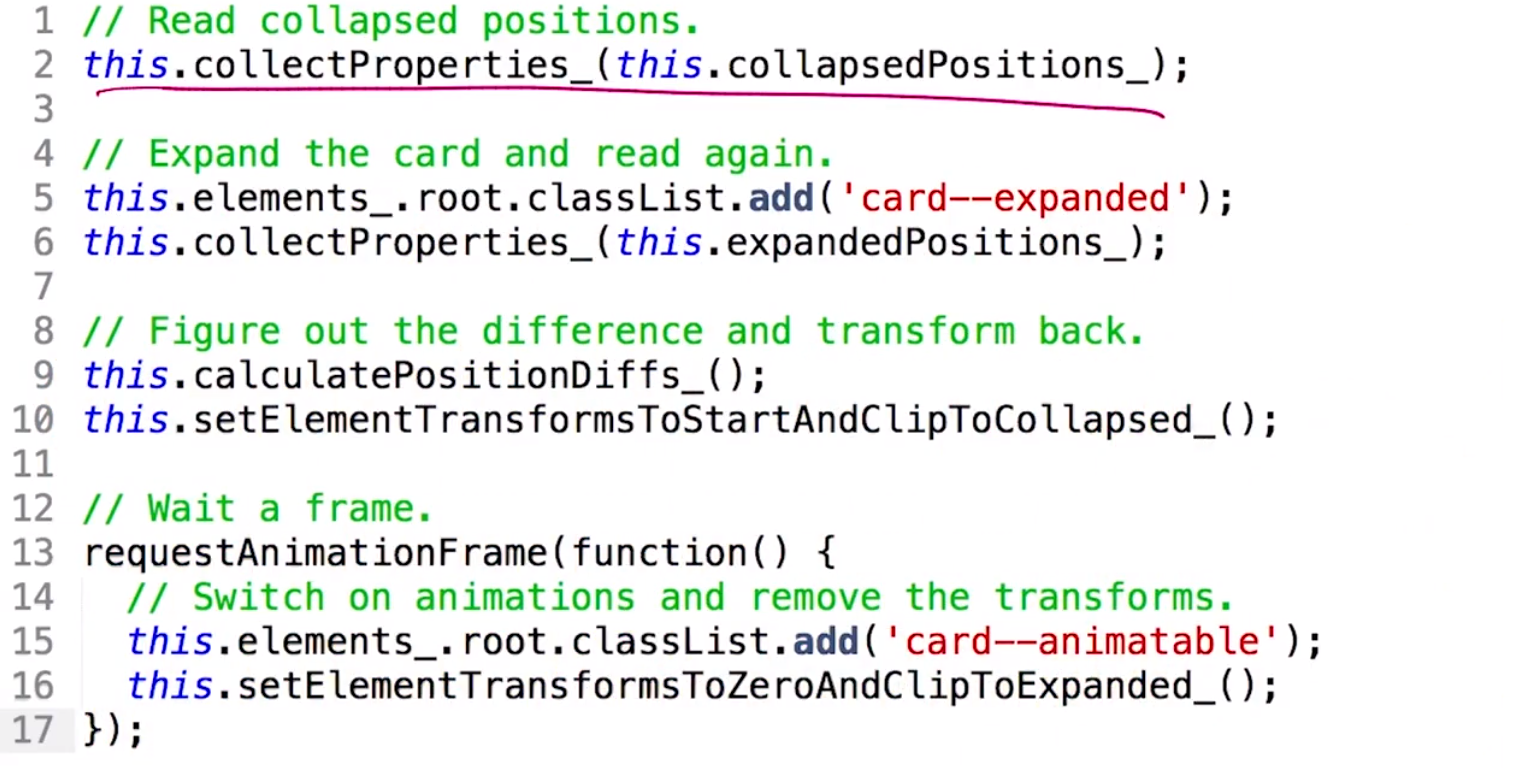 1 // Read collapsed positions.
2 this.collectProperties_(this.collapsedPositions_);
3
4 // Expand the card and read again.
5 this.elements_.root.classList.add('card--expanded');
6 this.collectProperties_(this.expandedPositions_);
7
8 // Figure out the difference and transform back.
9 this.calculatePositionDiffs_();
10 this.setElementTransformsToStartAndClipToCollapsed_();
11
12 // Wait a frame.
13 requestAnimationFrame(function() {
14   // Switch on animations and remove the transforms.
15   this.elements_.root.classList.add('card--animatable');
16   this.setElementTransformsToZeroAndClipToExpanded_();
17 });